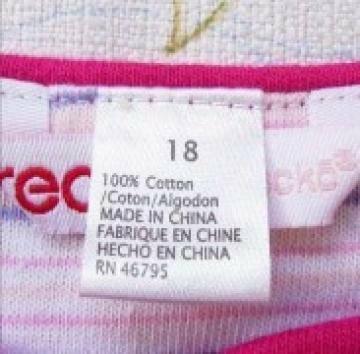 18
100% Cotton
/Coton/Algodon
MADE IN CHINA
FABRIQUE EN CHINE
HECHO EN CHINA
RN 46795